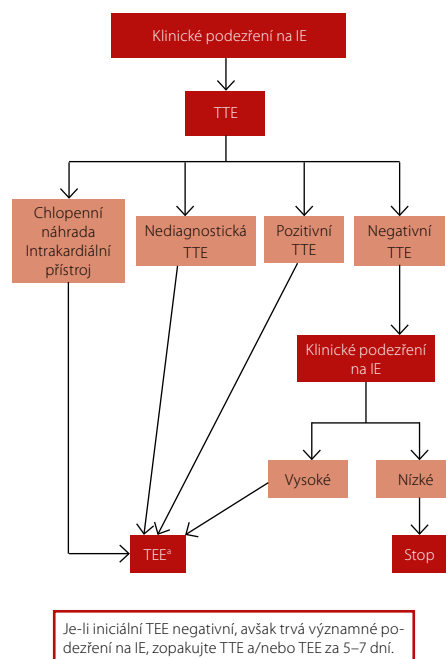 Klinické podezření na IE
TTE
Chlopenní
náhrada
Intrakardiální
přístroj
Nediagnostická
TTE
Pozitivní
TTE
Negativní
TTE
Klinické podezření
na IE
Vysoké
Nízké
TEEª
Stop
Je-li iniciální TEE negativní, avšak trvá významné po-
dezření na IE, zopakujte TTE a/nebo TEE za 5–7 dní.